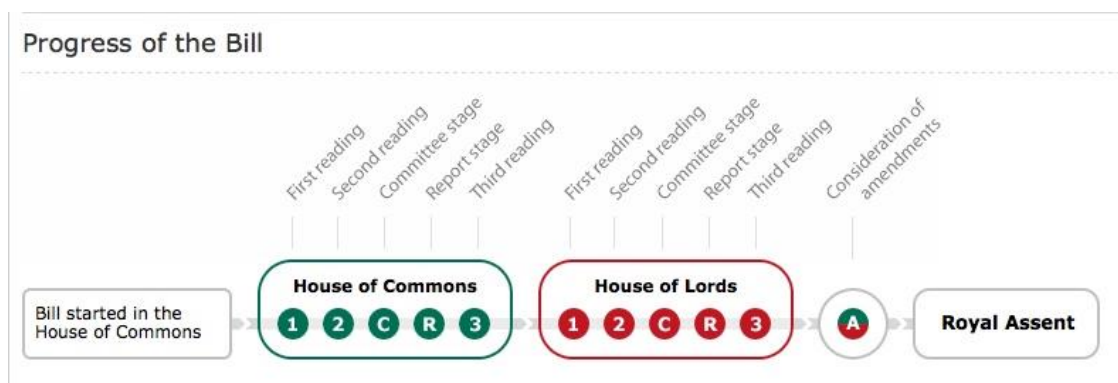 Progress of the Bill
First reading
Second reading
Committee stage
Report stage
Third reading
First reading
Second reading
Committee stage
Report stage
Third reading
Consideration of
amendments
Bill started in the
House of Commons
House of Commons
1 2 C R 3
House of Lords
1 2 C R 3
A
Royal Assent